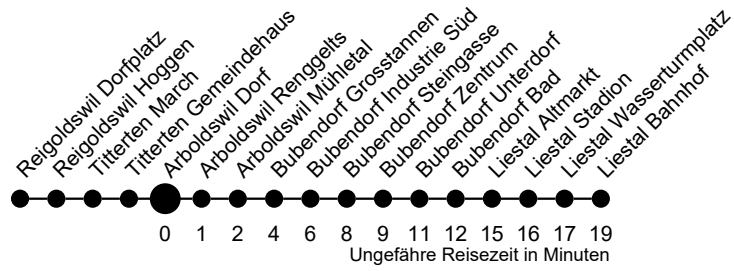 Reigoldswil Dorfplatz
Reigoldswil Hoggen
Titterten March
Titterten Gemeindehaus
Arboldswil Dorf
Arboldswil Renggelts
Arboldswil Mühletal
Bubendorf Grosstannen
Bubendorf Industrie Süd
Bubendorf Steingasse
Bubendorf Zentrum
Bubendorf Unterdorf
Bubendorf Bad
Liestal Altmarkt
Liestal Stadion
Liestal Wasserturmplatz
Liestal Bahnhof
0 1 2 4 6 8 9 11 12 15 16 17 19
Ungefähre Reisezeit in Minuten